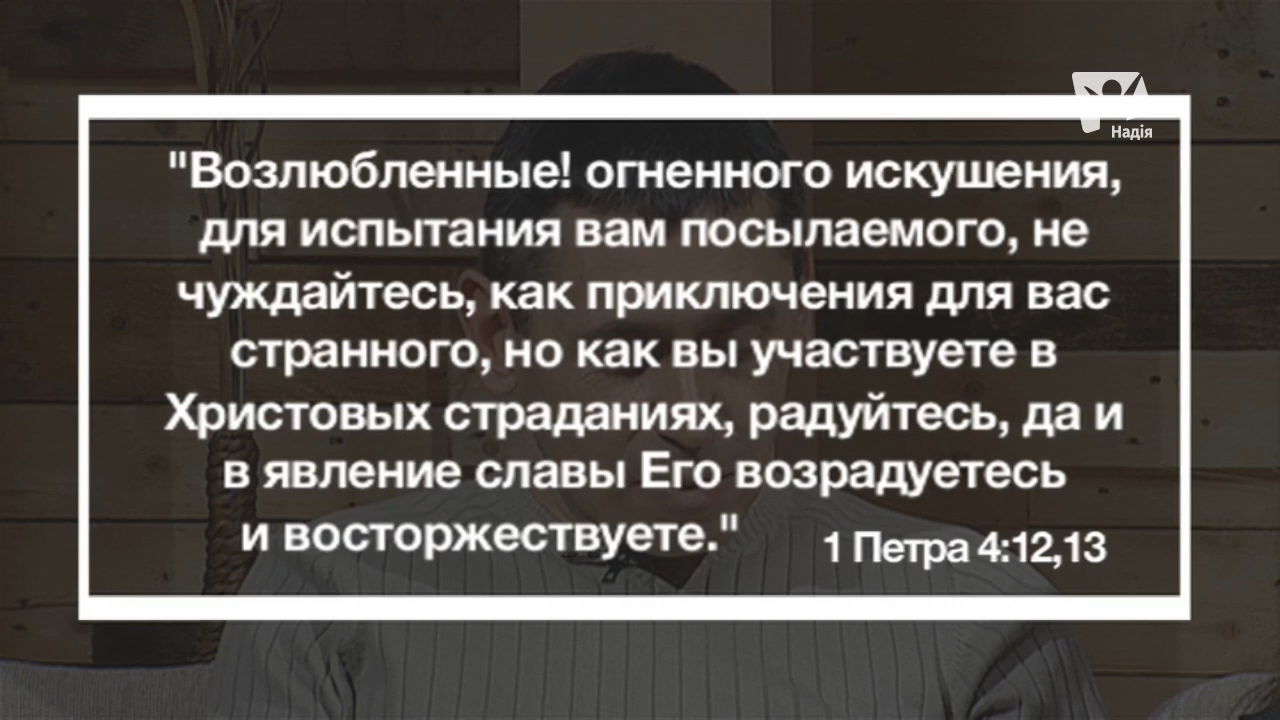 Надія
"Возлюбленные! огненного искушения,
для испытания вам посылаемого, не
чуждайтесь, как приключения для вас
странного, но как вы участвуете в
Христовых страданиях, радуйтесь, да и
в явление славы Его возрадуетесь
и восторжествуете."
1 Петра 4:12,13